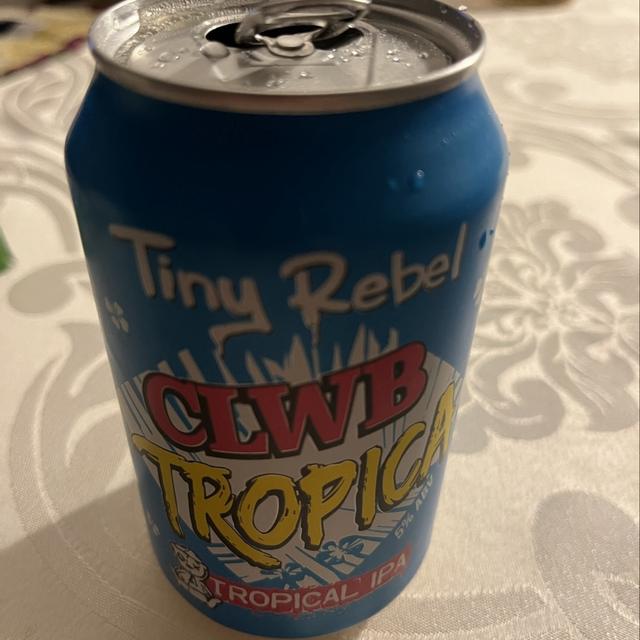 Tiny Rebel
CLWB
TROPICA
5% ABV
TROPICAL IPA